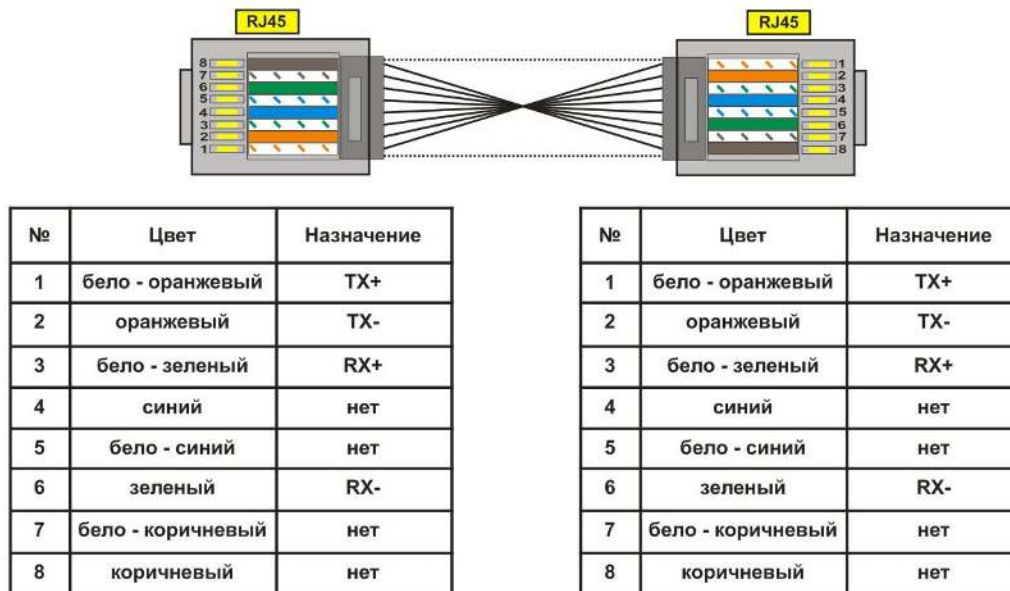 RJ45
RJ45
8
7
6
5
4
3
2
1
1
2
3
4
5
6
7
8
№ Цвет Назначение
1 бело - оранжевый TX+
2 оранжевый TX-
3 бело - зеленый RX+
4 синий нет
5 бело - синий нет
6 зеленый RX-
7 бело - коричневый нет
8 коричневый нет
№ Цвет Назначение
1 бело - оранжевый TX+
2 оранжевый TX-
3 бело - зеленый RX+
4 синий нет
5 бело - синий нет
6 зеленый RX-
7 бело - коричневый нет
8 коричневый нет